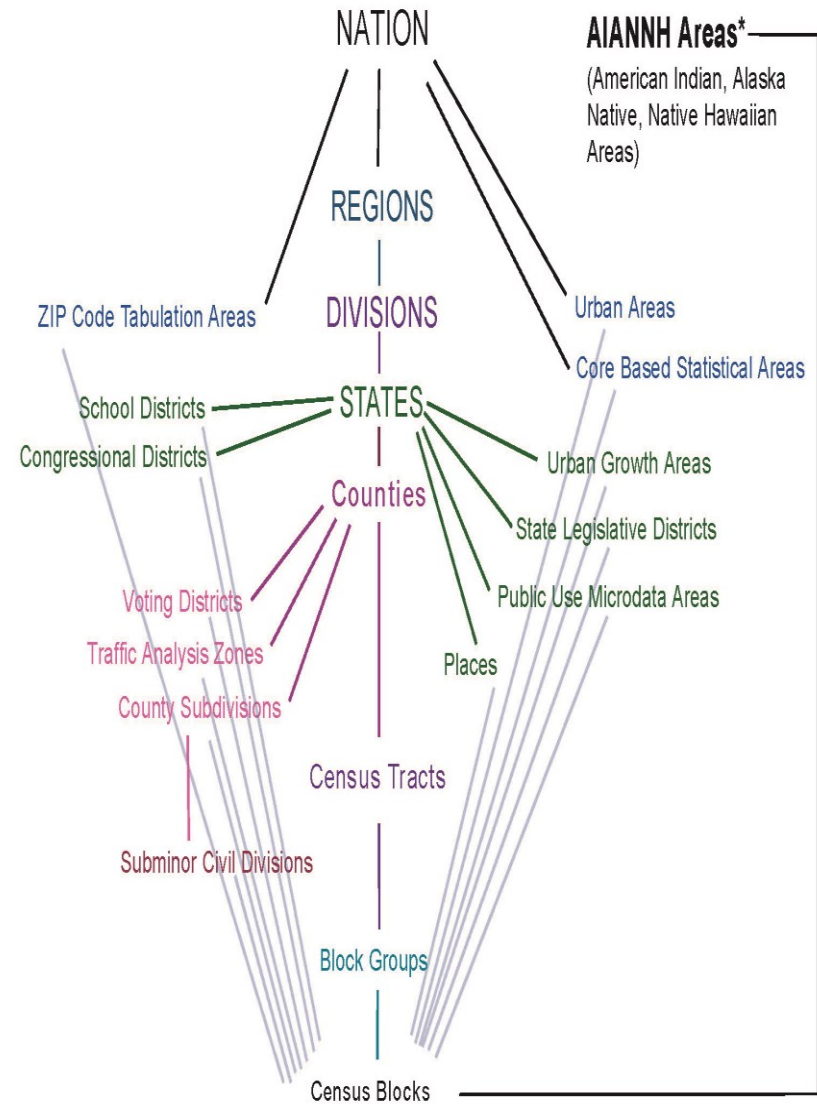 NATION
AIANNH Areas*
(American Indian, Alaska
Native, Native Hawaiian
Areas)
REGIONS
ZIP Code Tabulation Areas
DIVISIONS
Urban Areas
Core Based Statistical Areas
School Districts
STATES
Congressional Districts
Urban Growth Areas
Counties
State Legislative Districts
Voting Districts
Public Use Microdata Areas
Traffic Analysis Zones
Places
County Subdivisions
Census Tracts
Subminor Civil Divisions
Block Groups
Census Blocks